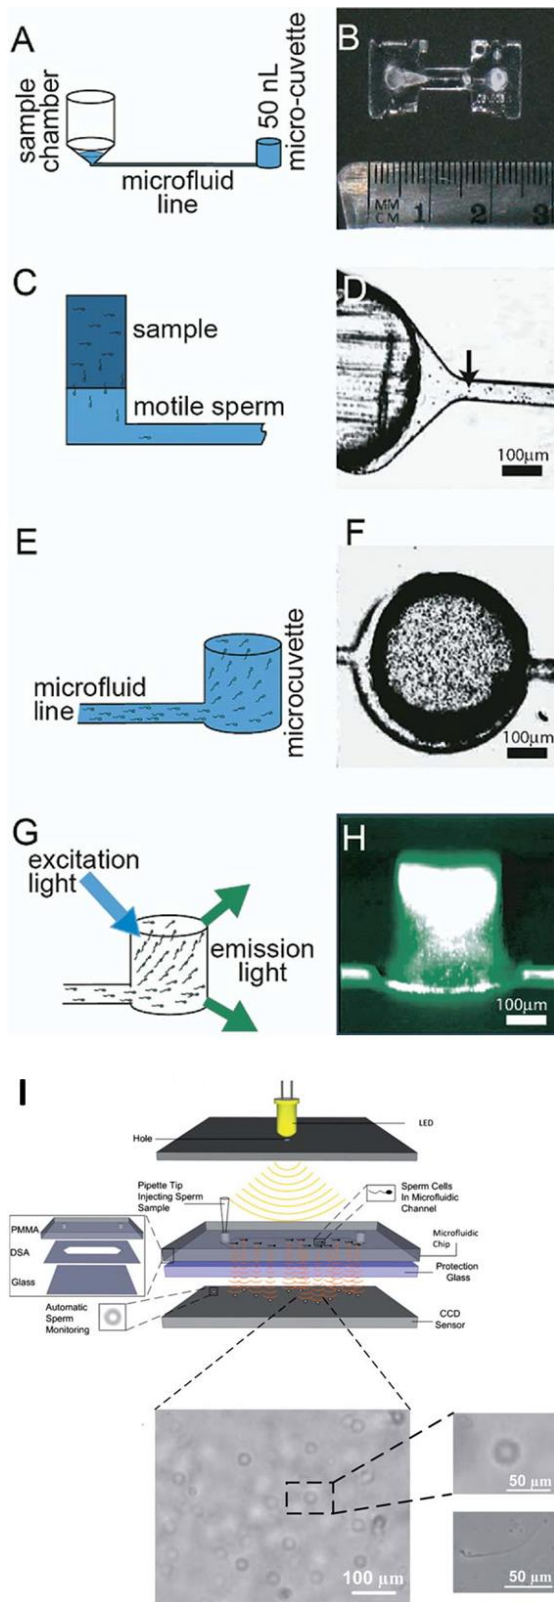 A
sample
chamber
microfluid
line
50 nL
micro-cuvette
B
MM
CM
1
2
3
C
sample
motile sperm
D
100μm
E
microfluid
line
microcuvette
F
100μm
G
excitation
light
emission
light
H
100μm
I
LED
Hole
Pipette Tip
Injecting Sperm
Sample
Sperm Cells
In Microfluidic
Channel
PMMA
DSA
Glass
Microfluidic
Chip
Protection
Glass
Automatic
Sperm
Monitoring
CCD
Sensor
100 μm
50 μm
50 μm